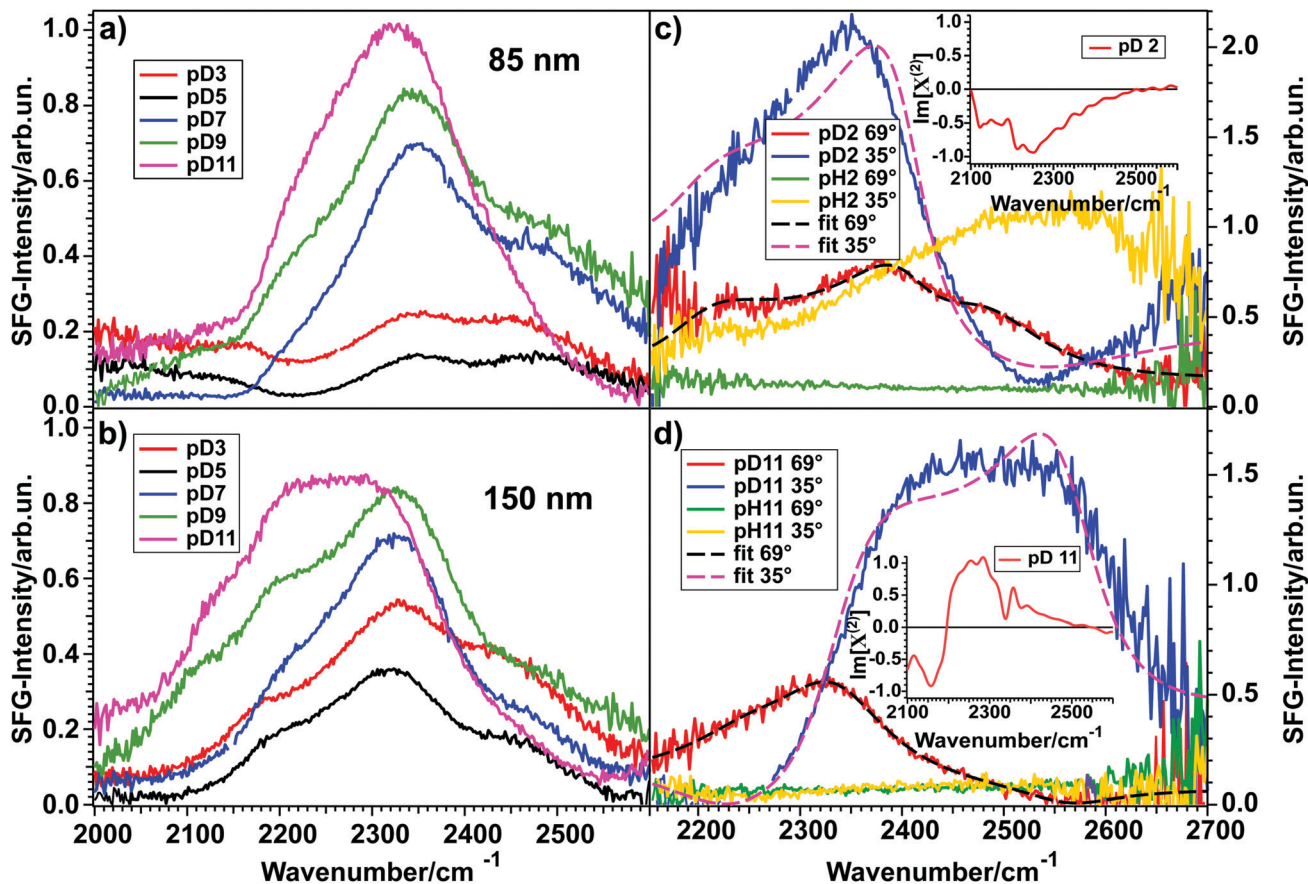 a)
85 nm
pD3
pD5
pD7
pD9
pD11
SFG-Intensity/arb.un.
1.0
0.8
0.6
0.4
0.2
0.0
c)
pD2 69°
pD2 35°
pH2 69°
pH2 35°
fit 69°
fit 35°
pD 2
Im[X(2)]
1.0
0.5
0.0
-0.5
-1.0
2100 2300 2500
Wavenumber/cm-1
2.0
1.5
1.0
0.5
0.0
SFG-Intensity/arb.un.
b)
150 nm
pD3
pD5
pD7
pD9
pD11
SFG-Intensity/arb.un.
1.0
0.8
0.6
0.4
0.2
0.0
2000 2100 2200 2300 2400 2500
Wavenumber/cm-1
d)
pD11 69°
pD11 35°
pH11 69°
pH11 35°
fit 69°
fit 35°
pD 11
Im[X(2)]
1.0
0.5
0.0
-0.5
-1.0
2100 2300 2500
Wavenumber/cm-1
1.5
1.0
0.5
0.0
SFG-Intensity/arb.un.
2200 2300 2400 2500 2600 2700
Wavenumber/cm-1